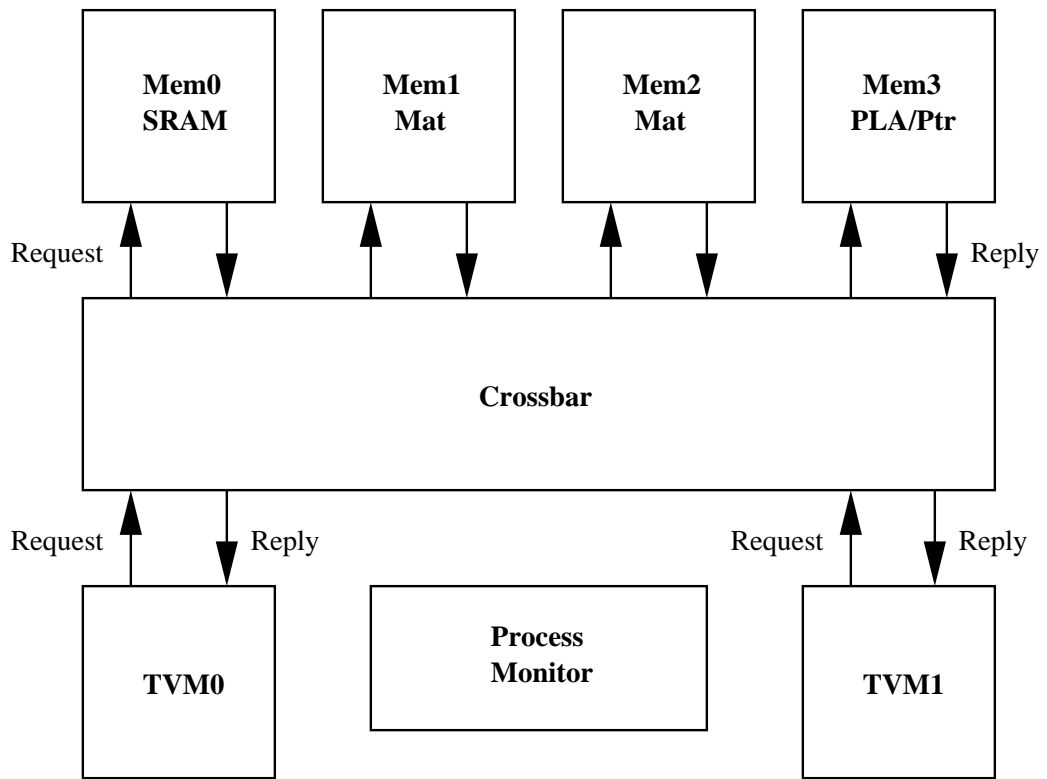 Mem0
SRAM
Mem1
Mat
Mem2
Mat
Mem3
PLA/Ptr
Request
Reply
Crossbar
Request
Reply
Request
Reply
TVM0
Process
Monitor
TVM1